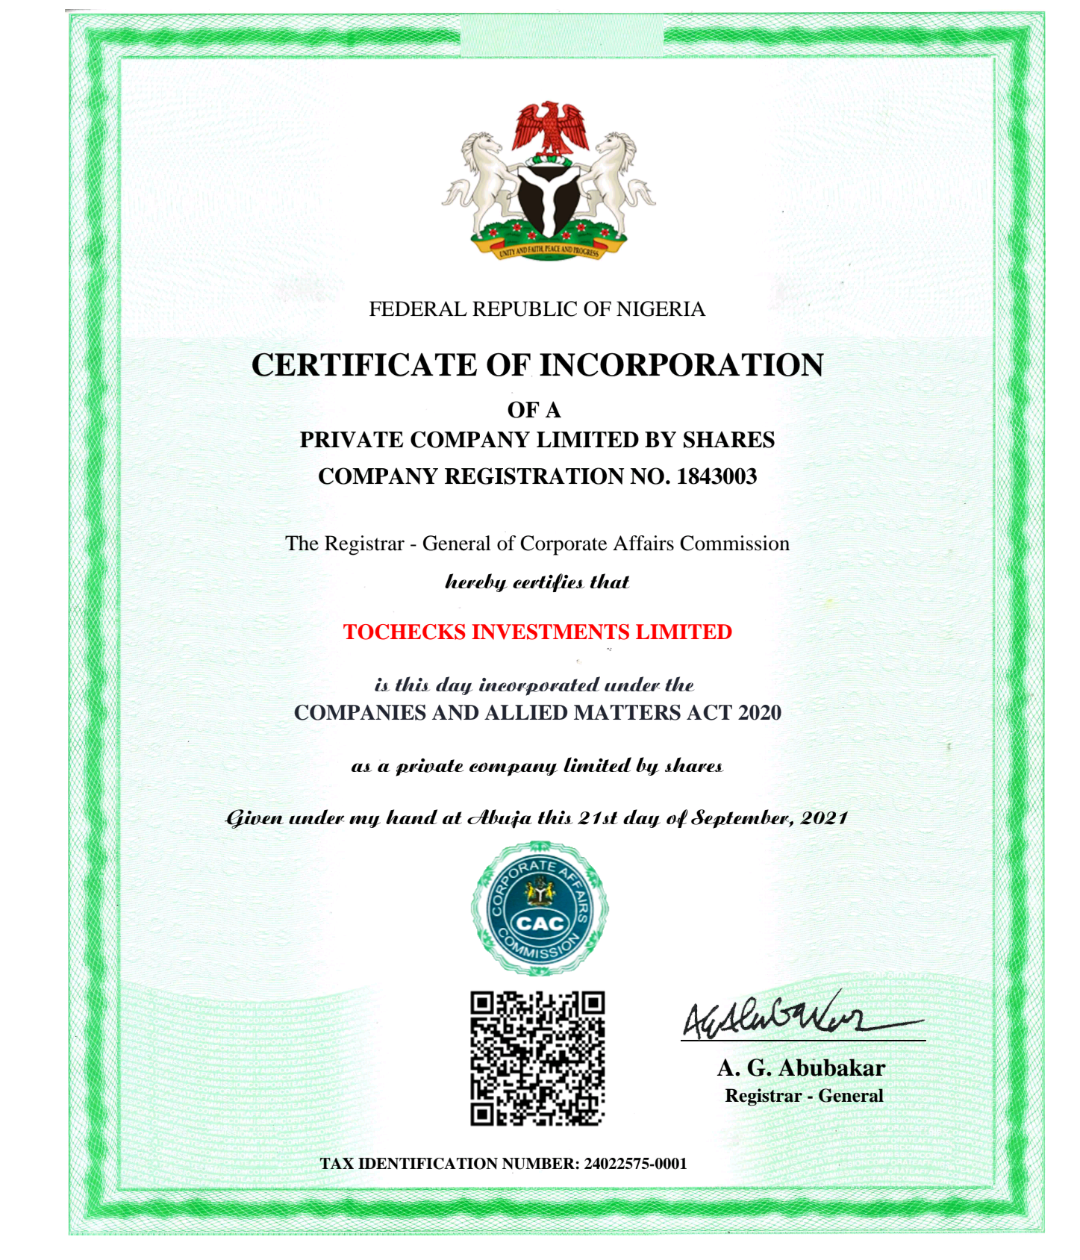 UNITY AND FAITH, PEACE AND PROGRESS
FEDERAL REPUBLIC OF NIGERIA
CERTIFICATE OF INCORPORATION
OF A
PRIVATE COMPANY LIMITED BY SHARES
COMPANY REGISTRATION NO. 1843003
The Registrar - General of Corporate Affairs Commission
hereby certifies that
TOCHECKS INVESTMENTS LIMITED
is this day incorporated under the
COMPANIES AND ALLIED MATTERS ACT 2020
as a private company limited by shares
Given under my hand at Abuja this 21st day of September, 2021
CORPORATE AFFAIRS
CAC
COMMISSION
A. G. Abubakar
Registrar - General
TAX IDENTIFICATION NUMBER: 24022575-0001